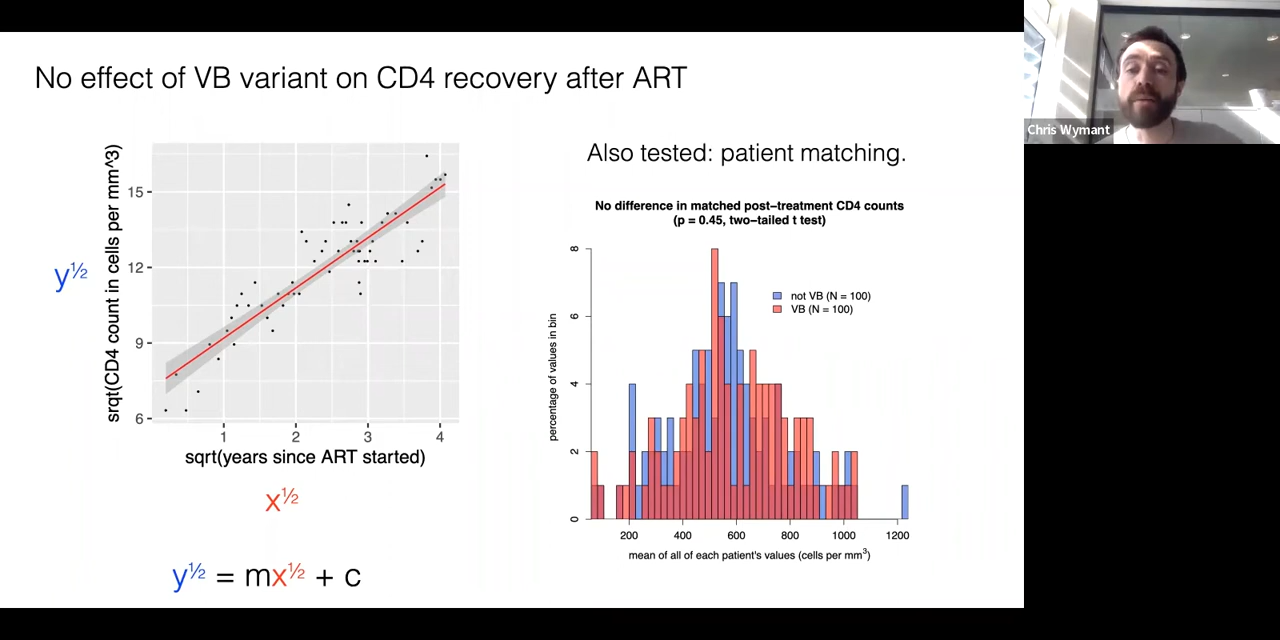 No effect of VB variant on CD4 recovery after ART
Chris Wymant
srqt(CD4 count in cells per mm^3)
15
12
9
6
1 2 3 4
sqrt(years since ART started)
y½
x½
y½ = mx½ + c
Also tested: patient matching.
No difference in matched post−treatment CD4 counts
(p = 0.45, two−tailed t test)
percentage of values in bin
8
6
4
2
0
not VB (N = 100)
VB (N = 100)
200 400 600 800 1000 1200
mean of all of each patient's values (cells per mm³)